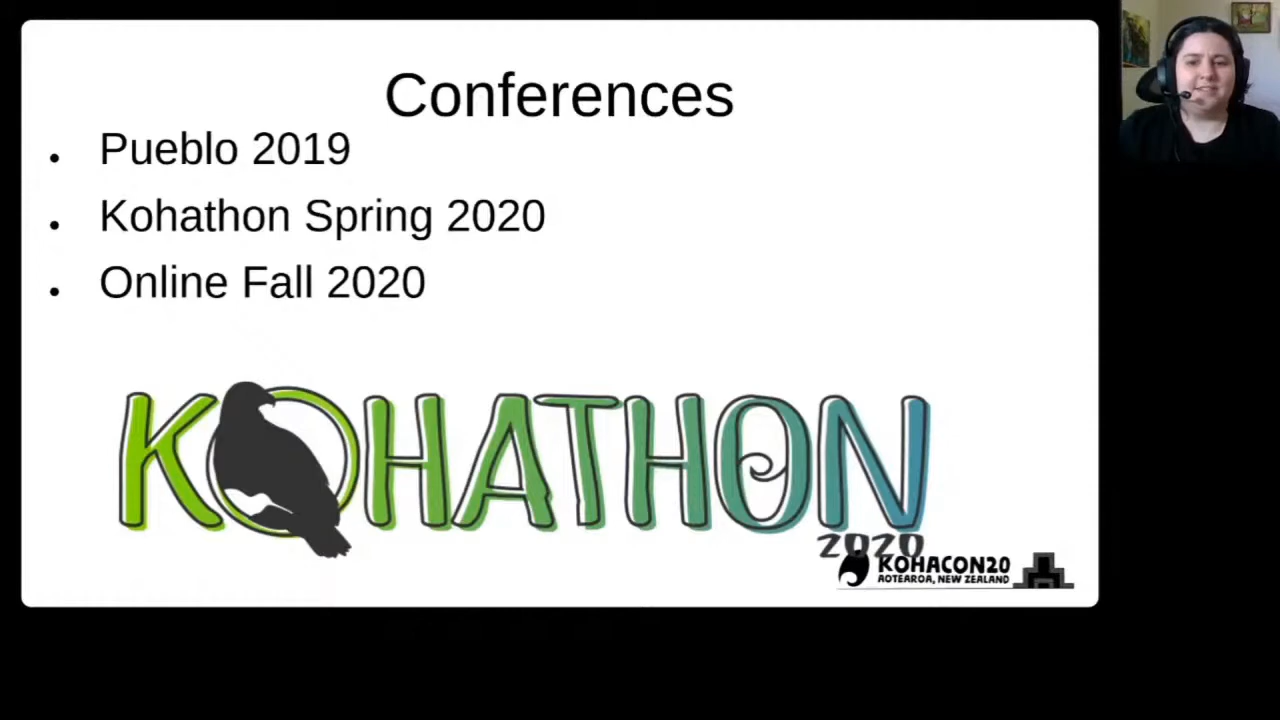 Conferences
Pueblo 2019
Kohathon Spring 2020
Online Fall 2020
KOHATHON
2020
KOHACON20
AOTEAROA, NEW ZEALAND